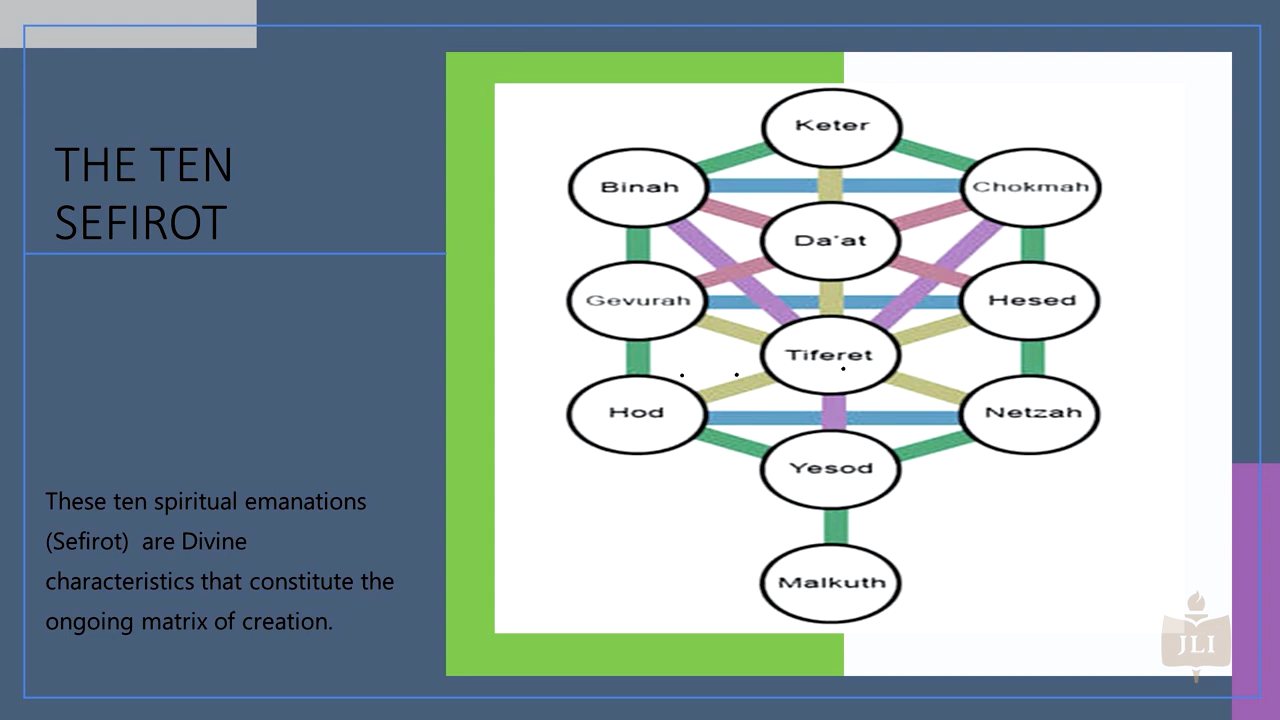 THE TEN
SEFIROT
These ten spiritual emanations
(Sefirot) are Divine
characteristics that constitute the
ongoing matrix of creation.
Keter
Binah
Chokmah
Da'at
Gevurah
Hesed
Tiferet
Hod
Netzah
Yesod
Malkuth
JLI